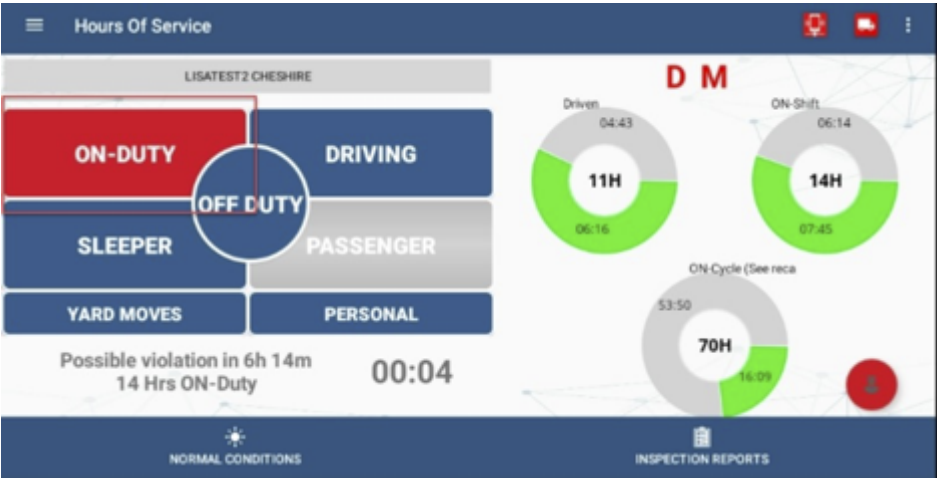 Hours Of Service
LISATEST2 CHESHIRE
ON-DUTY
DRIVING
OFF DUTY
SLEEPER
PASSENGER
YARD MOVES
PERSONAL
Possible violation in 6h 14m
14 Hrs ON-Duty
00:04
D M
Driven
04:43
11H
06:16
ON-Shift
06:14
14H
07:45
ON-Cycle (See reca
53:50
70H
16:09
NORMAL CONDITIONS
INSPECTION REPORTS